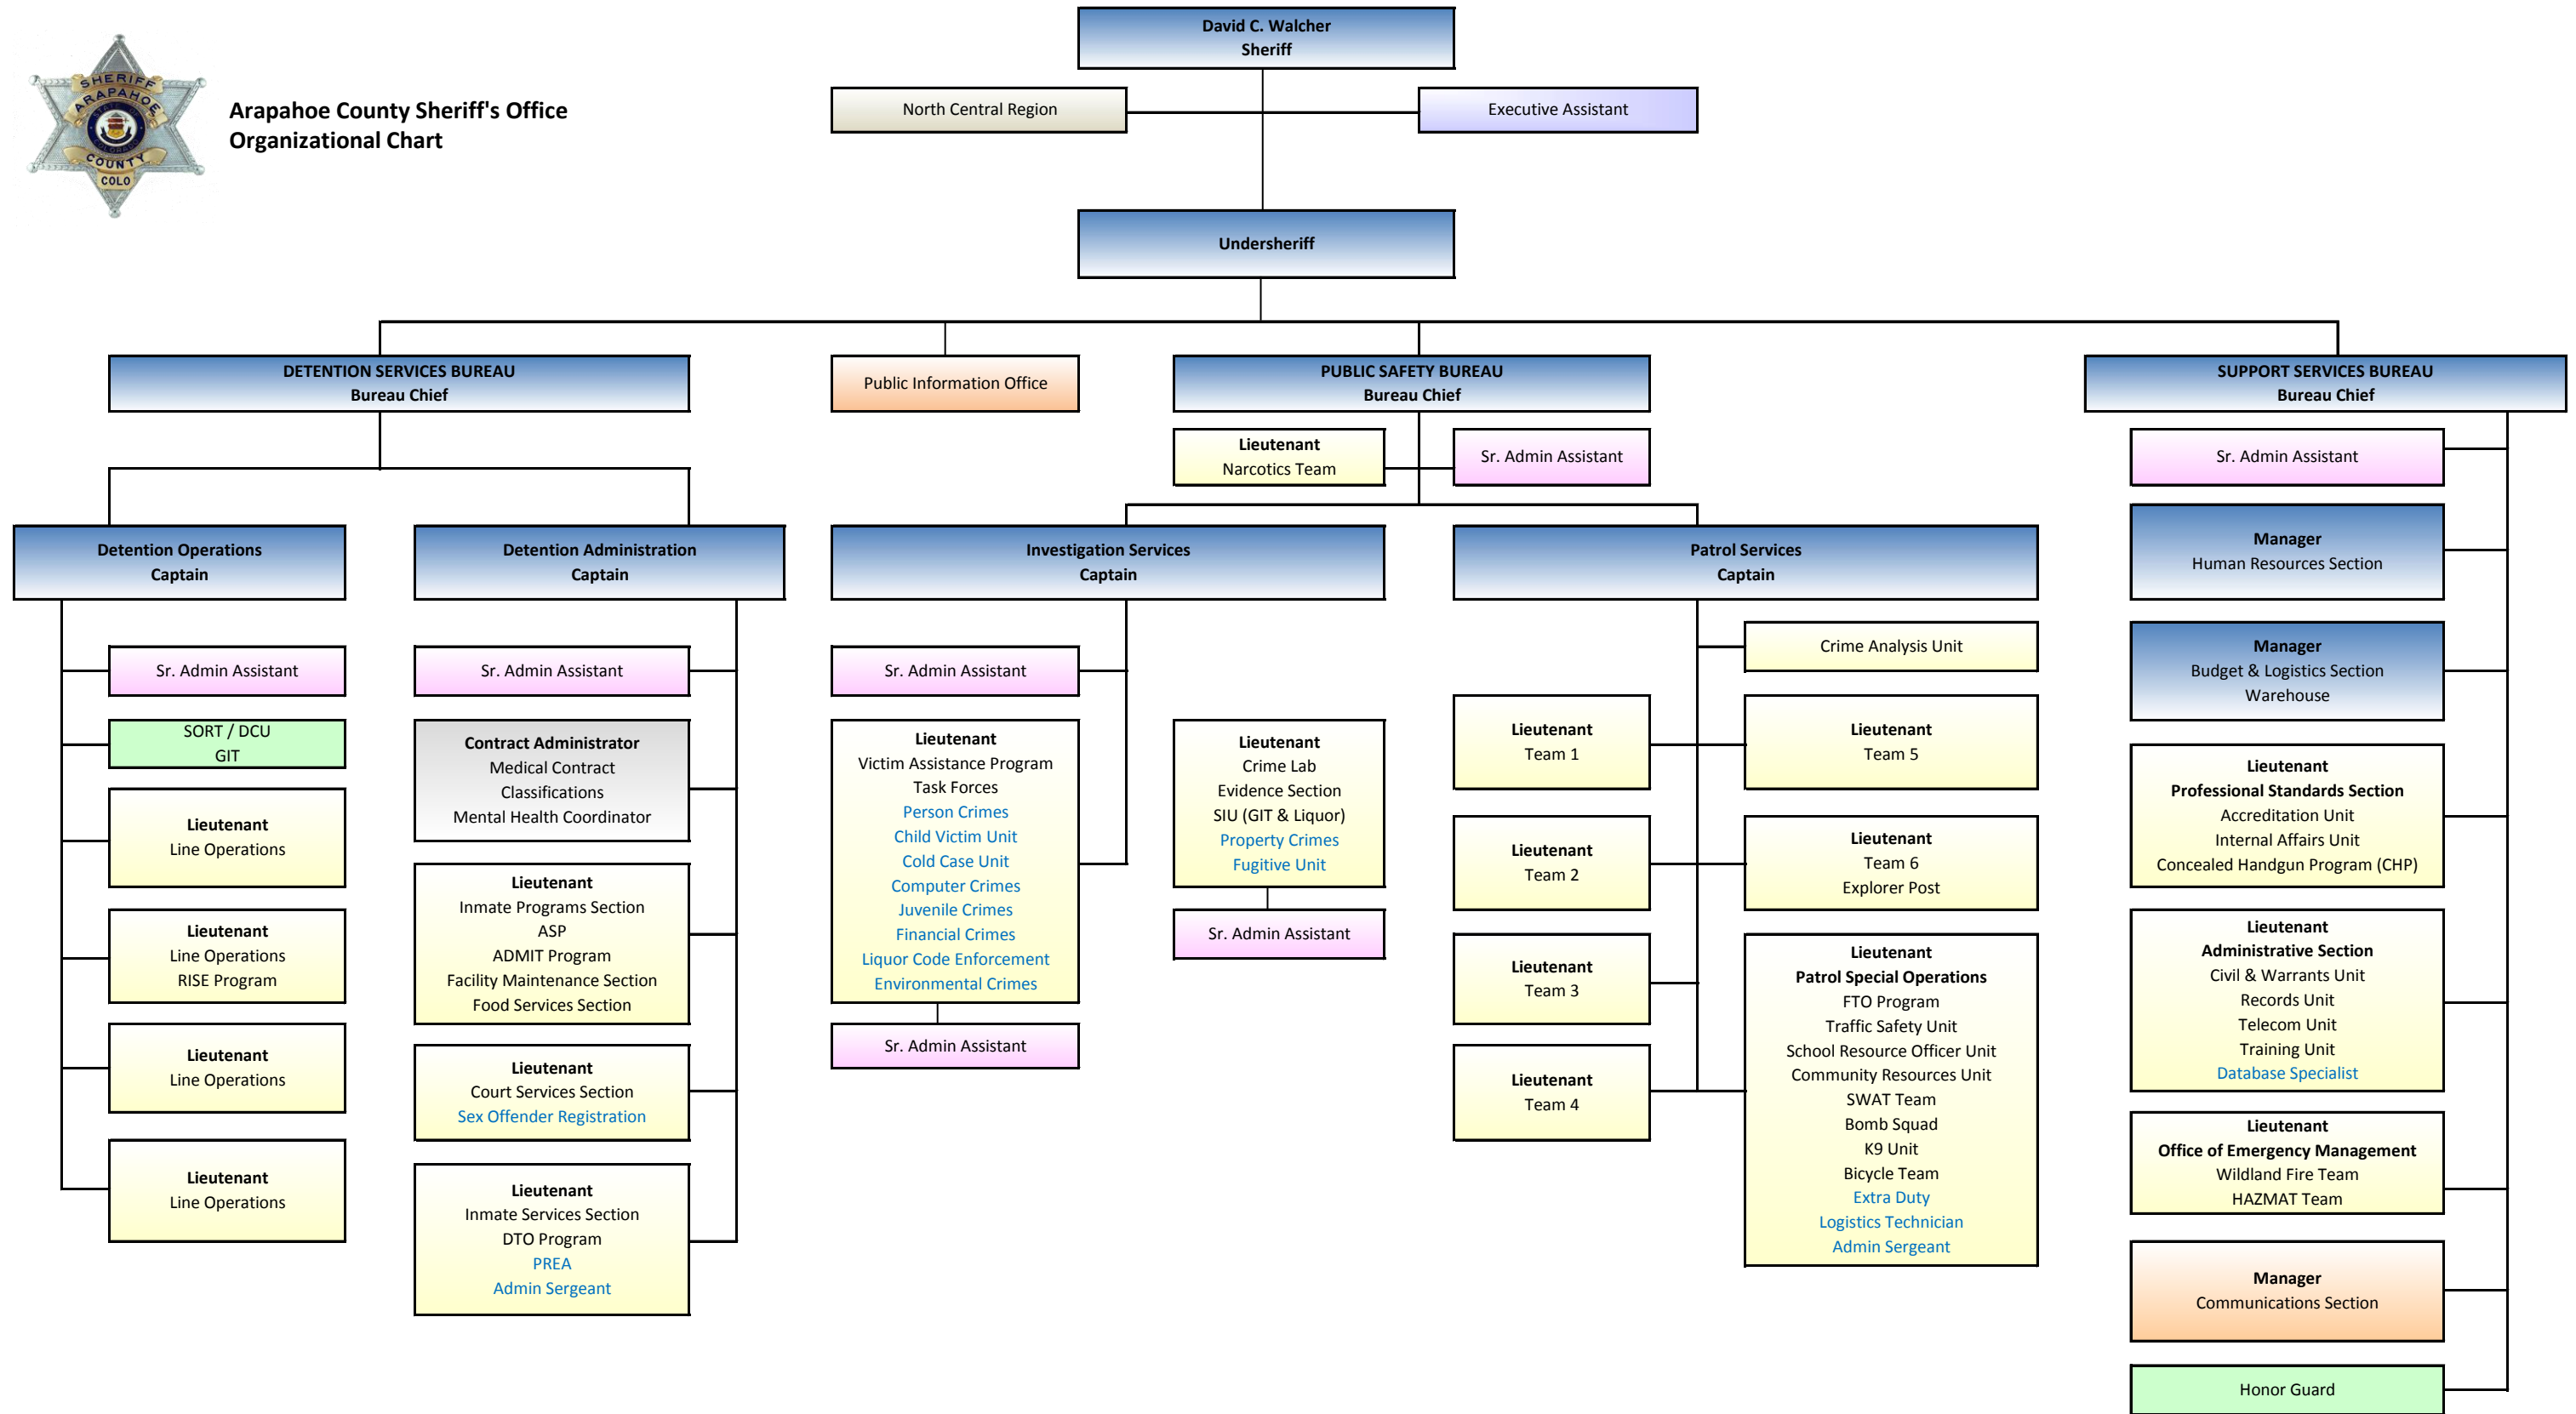 SHERIFF
ARAPAHOE
COUNTY
COLO
Arapahoe County Sheriff's Office
Organizational Chart
David C. Walcher
Sheriff
North Central Region
Executive Assistant
Undersheriff
DETENTION SERVICES BUREAU
Bureau Chief
Public Information Office
PUBLIC SAFETY BUREAU
Bureau Chief
SUPPORT SERVICES BUREAU
Bureau Chief
Lieutenant
Narcotics Team
Sr. Admin Assistant
Detention Operations
Captain
Sr. Admin Assistant
SORT / DCU
GIT
Lieutenant
Line Operations
Lieutenant
Line Operations
RISE Program
Lieutenant
Line Operations
Lieutenant
Line Operations
Detention Administration
Captain
Sr. Admin Assistant
Contract Administrator
Medical Contract
Classifications
Mental Health Coordinator
Lieutenant
Inmate Programs Section
ASP
ADMIT Program
Facility Maintenance Section
Food Services Section
Lieutenant
Court Services Section
Sex Offender Registration
Lieutenant
Inmate Services Section
DTO Program
PREA
Admin Sergeant
Investigation Services
Captain
Sr. Admin Assistant
Lieutenant
Victim Assistance Program
Task Forces
Person Crimes
Child Victim Unit
Cold Case Unit
Computer Crimes
Juvenile Crimes
Financial Crimes
Liquor Code Enforcement
Environmental Crimes
Sr. Admin Assistant
Lieutenant
Crime Lab
Evidence Section
SIU (GIT & Liquor)
Property Crimes
Fugitive Unit
Sr. Admin Assistant
Patrol Services
Captain
Crime Analysis Unit
Lieutenant
Team 1
Lieutenant
Team 2
Lieutenant
Team 3
Lieutenant
Team 4
Lieutenant
Team 5
Lieutenant
Team 6
Explorer Post
Lieutenant
Patrol Special Operations
FTO Program
Traffic Safety Unit
School Resource Officer Unit
Community Resources Unit
SWAT Team
Bomb Squad
K9 Unit
Bicycle Team
Extra Duty
Logistics Technician
Admin Sergeant
Sr. Admin Assistant
Manager
Human Resources Section
Manager
Budget & Logistics Section
Warehouse
Lieutenant
Professional Standards Section
Accreditation Unit
Internal Affairs Unit
Concealed Handgun Program (CHP)
Lieutenant
Administrative Section
Civil & Warrants Unit
Records Unit
Telecom Unit
Training Unit
Database Specialist
Lieutenant
Office of Emergency Management
Wildland Fire Team
HAZMAT Team
Manager
Communications Section
Honor Guard